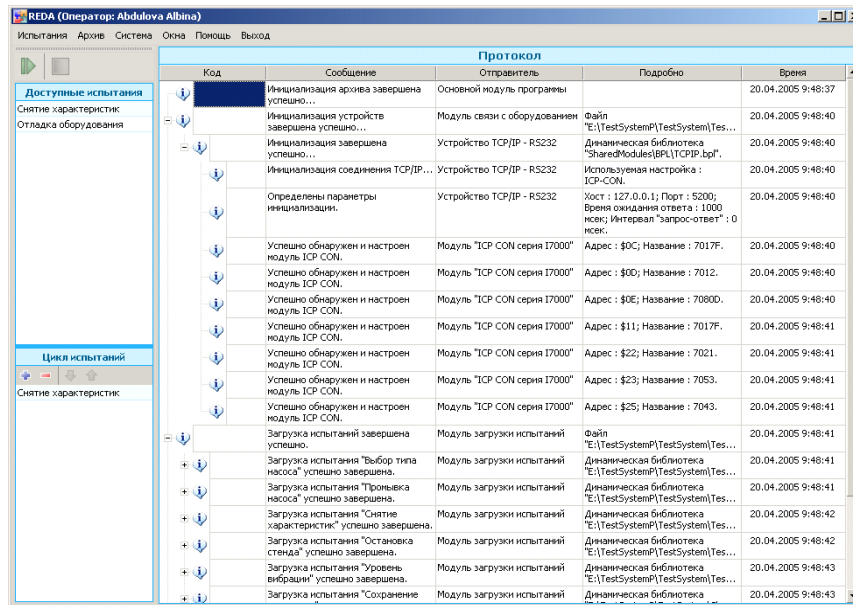 REDA (Оператор: Abdulova Albina)
Испытания Архив Система Окна Помощь Выход
Протокол
Код Сообщение Отправитель Подробно Время
Доступные испытания
Снятие характеристик
Отладка оборудования
Цикл испытаний
Снятие характеристик
Инициализация архива завершена успешно... Основной модуль программы 20.04.2005 9:48:37
Инициализация устройств завершена успешно... Модуль связи с оборудованием Файл "E:\TestSystemP\TestSystem\Tes... 20.04.2005 9:48:40
Инициализация завершена успешно... Устройство TCP/IP - RS232 Динамическая библиотека "SharedModules\BPL\TCPIP.bpl". 20.04.2005 9:48:40
Инициализация соединения TCP/IP... Устройство TCP/IP - RS232 Используемая настройка : ICP-CON. 20.04.2005 9:48:40
Определены параметры инициализации. Устройство TCP/IP - RS232 Хост : 127.0.0.1; Порт : 5200; Время ожидания ответа : 1000 мсек; Интервал "запрос-ответ" : 0 мсек. 20.04.2005 9:48:40
Успешно обнаружен и настроен модуль ICP CON. Модуль "ICP CON серия I7000" Адрес : $0C; Название : 7017F. 20.04.2005 9:48:40
Успешно обнаружен и настроен модуль ICP CON. Модуль "ICP CON серия I7000" Адрес : $0D; Название : 7012. 20.04.2005 9:48:40
Успешно обнаружен и настроен модуль ICP CON. Модуль "ICP CON серия I7000" Адрес : $0E; Название : 7080D. 20.04.2005 9:48:40
Успешно обнаружен и настроен модуль ICP CON. Модуль "ICP CON серия I7000" Адрес : $11; Название : 7017F. 20.04.2005 9:48:41
Успешно обнаружен и настроен модуль ICP CON. Модуль "ICP CON серия I7000" Адрес : $22; Название : 7021. 20.04.2005 9:48:41
Успешно обнаружен и настроен модуль ICP CON. Модуль "ICP CON серия I7000" Адрес : $23; Название : 7053. 20.04.2005 9:48:41
Успешно обнаружен и настроен модуль ICP CON. Модуль "ICP CON серия I7000" Адрес : $25; Название : 7043. 20.04.2005 9:48:41
Загрузка испытаний завершена успешно. Модуль загрузки испытаний Файл "E:\TestSystemP\TestSystem\Tes... 20.04.2005 9:48:41
Загрузка испытания "Выбор типа насоса" успешно завершена. Модуль загрузки испытаний Динамическая библиотека "E:\TestSystemP\TestSystem\Tes... 20.04.2005 9:48:41
Загрузка испытания "Промывка насоса" успешно завершена. Модуль загрузки испытаний Динамическая библиотека "E:\TestSystemP\TestSystem\Tes... 20.04.2005 9:48:41
Загрузка испытания "Снятие характеристик" успешно завершена. Модуль загрузки испытаний Динамическая библиотека "E:\TestSystemP\TestSystem\Tes... 20.04.2005 9:48:42
Загрузка испытания "Остановка стенда" успешно завершена. Модуль загрузки испытаний Динамическая библиотека "E:\TestSystemP\TestSystem\Tes... 20.04.2005 9:48:42
Загрузка испытания "Уровень вибрации" успешно завершена. Модуль загрузки испытаний Динамическая библиотека "E:\TestSystemP\TestSystem\Tes... 20.04.2005 9:48:43
Загрузка испытания "Сохранение Модуль загрузки испытаний Динамическая библиотека 20.04.2005 9:48:43